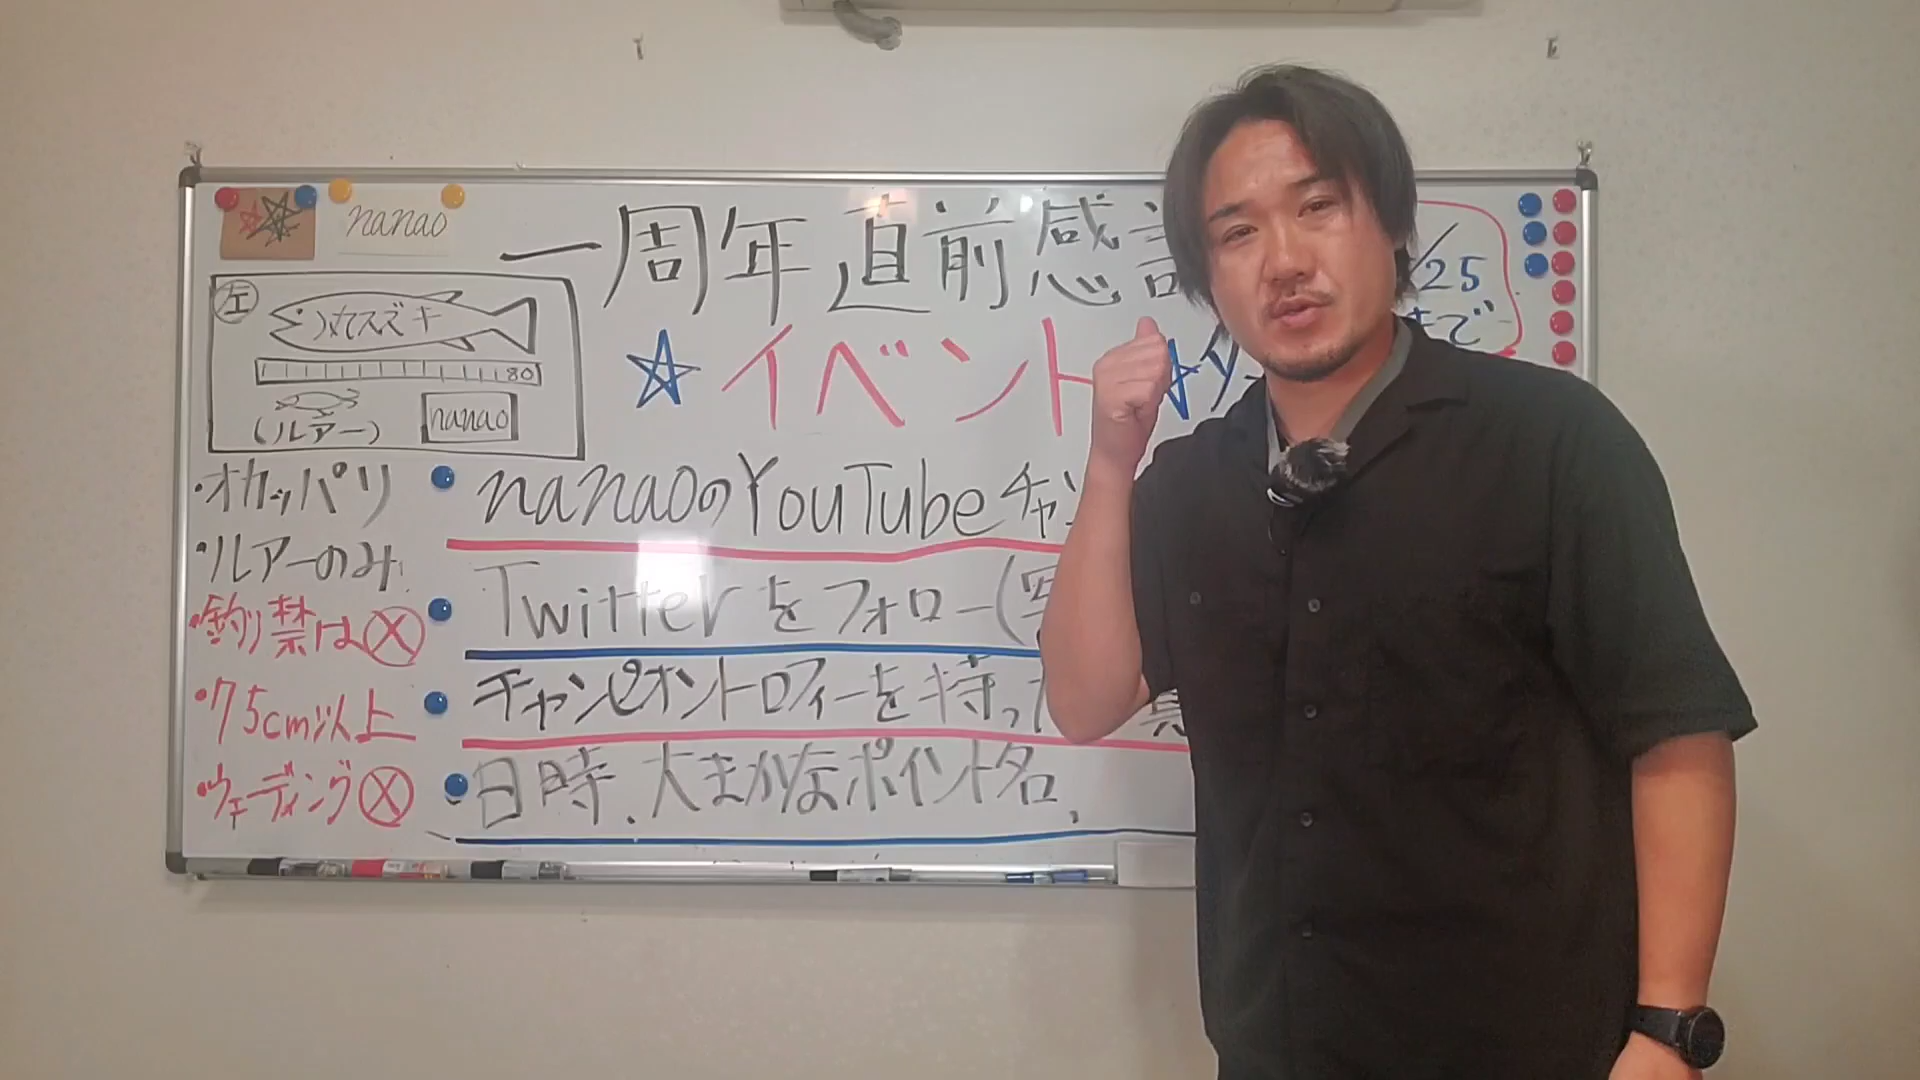 nanao
一周年直前感
/25
まで
☆イベント☆
左
丸スズキ
80
(ルアー)
nanao
・オカッパリ
・ルアーのみ
・釣り禁は×
・75cm以上
・ウェーディング×
nanaoのYouTubeチャン
Twitterをフォロー(写
チャンピオントロフィーを持った
日時、大まかなポイント名、